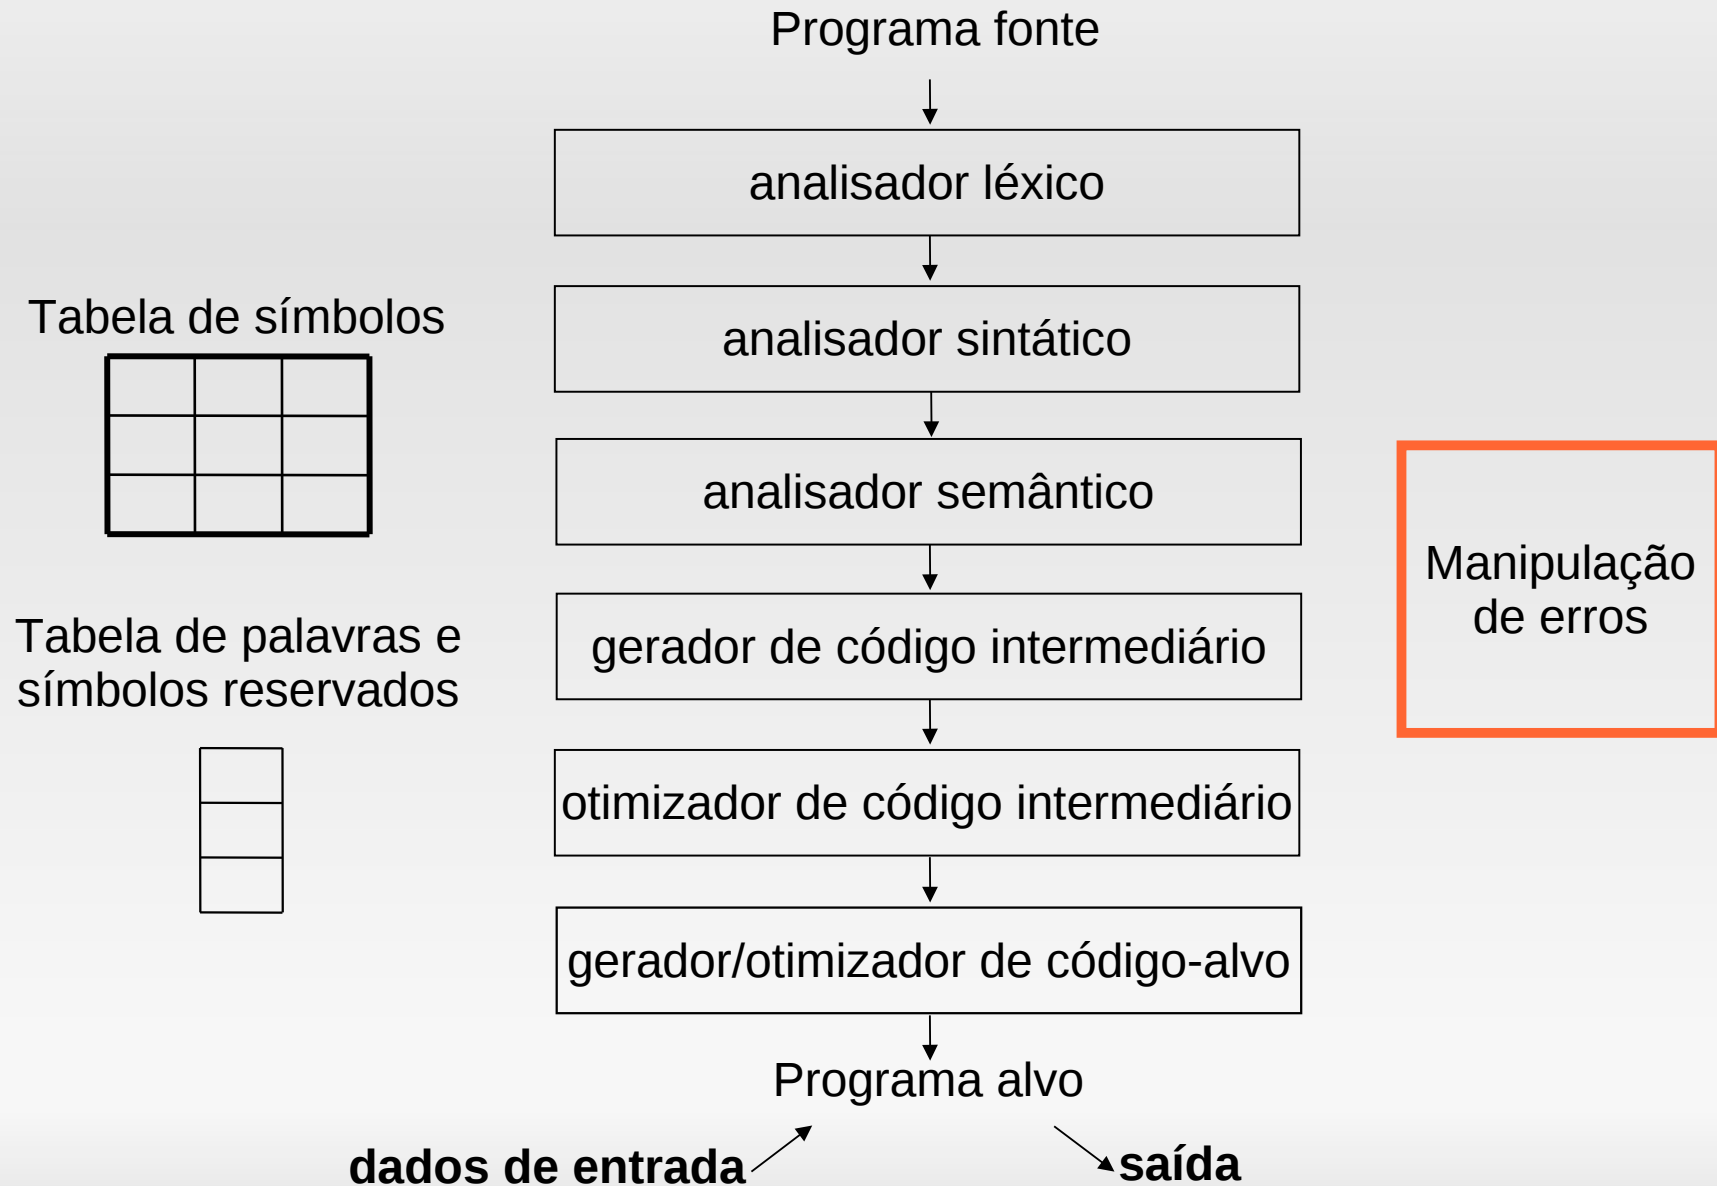 Programa fonte
analisador léxico
analisador sintático
analisador semântico
gerador de código intermediário
otimizador de código intermediário
gerador/otimizador de código-alvo
Programa alvo
dados de entrada
saída
Tabela de símbolos
Tabela de palavras e
símbolos reservados
Manipulação
de erros